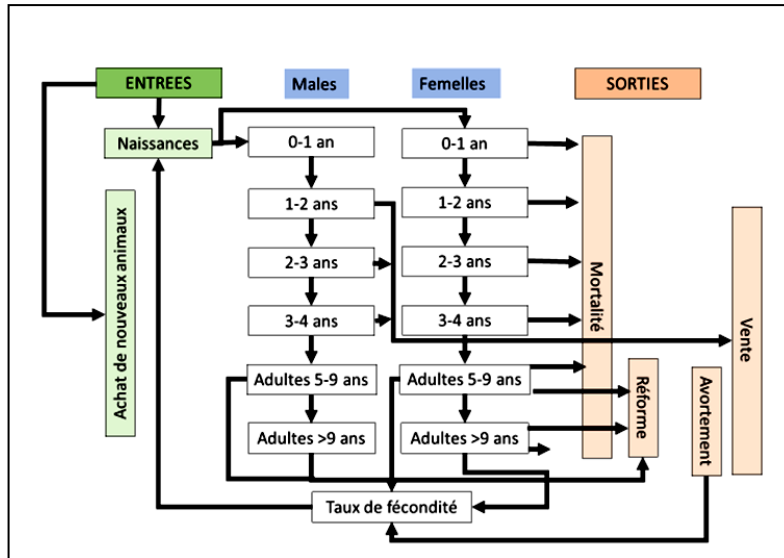 ENTREES
Males
Femelles
SORTIES
Naissances
0-1 an
0-1 an
1-2 ans
1-2 ans
2-3 ans
2-3 ans
3-4 ans
3-4 ans
Adultes 5-9 ans
Adultes 5-9 ans
Adultes >9 ans
Adultes >9 ans
Taux de fécondité
Achat de nouveaux animaux
Mortalité
Réforme
Avortement
Vente